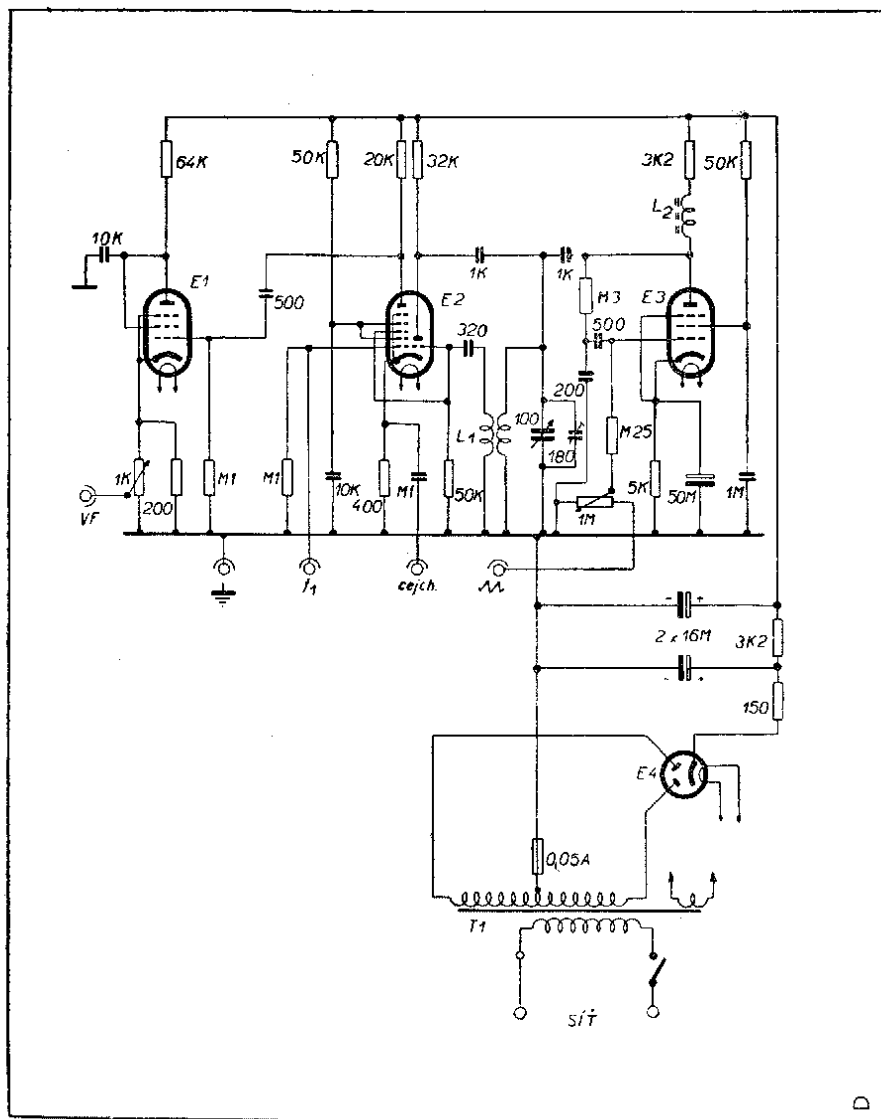 64K
50K
20K
32K
3K2
50K
L2
10K
E1
500
1K
1K
E2
M3
E3
320
500
200
L1
100
180
M25
1K
200
M1
M1
10K
400
M1
50K
1M
5K
50M
1M
VF
f1
cejch.
2 x 16M
3K2
150
E4
0,05A
T1
SÍŤ
D